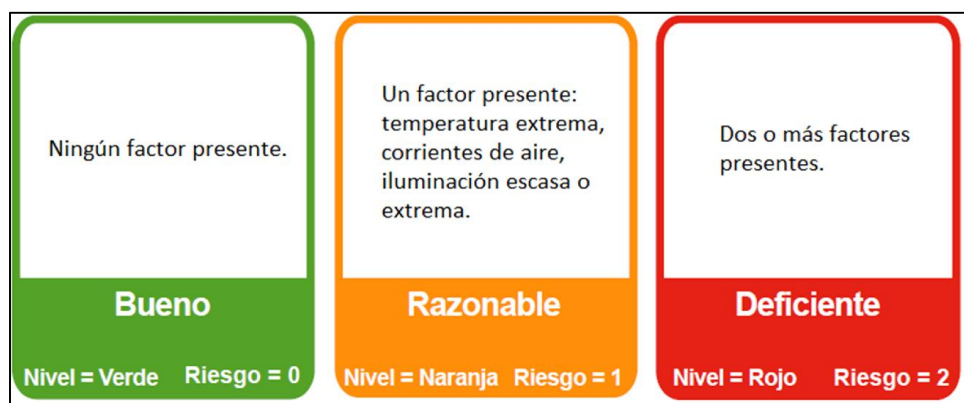 Ningún factor presente.
Bueno
Nivel = Verde Riesgo = 0
Un factor presente:
temperatura extrema,
corrientes de aire,
iluminación escasa o
extrema.
Razonable
Nivel = Naranja Riesgo = 1
Dos o más factores
presentes.
Deficiente
Nivel = Rojo Riesgo = 2